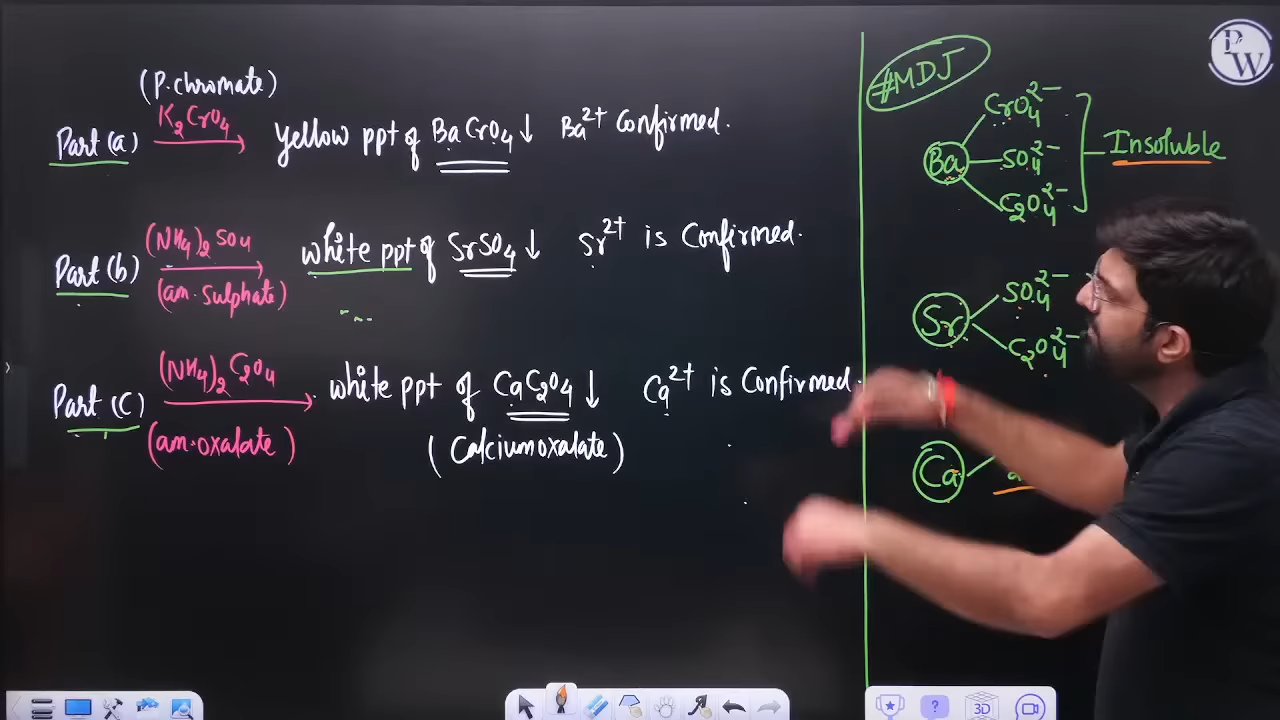 (P.chromate)
Part (a) K2CrO4 yellow ppt of BaCrO4↓ Ba2+ Confirmed.
Part (b) (NH4)2SO4 white ppt of SrSO4↓ Sr2+ is Confirmed.
(am.sulphate)
Part (C) (NH4)2C2O4 white ppt of CaC2O4↓ Ca2+ is Confirmed.
(am.oxalate) (Calciumoxalate)
#MDJ
PW
Ba
CrO4 2-
SO4 2-
C2O4 2-
Insoluble
Sr
SO4 2-
C2O4 2-
Ca
?
3D